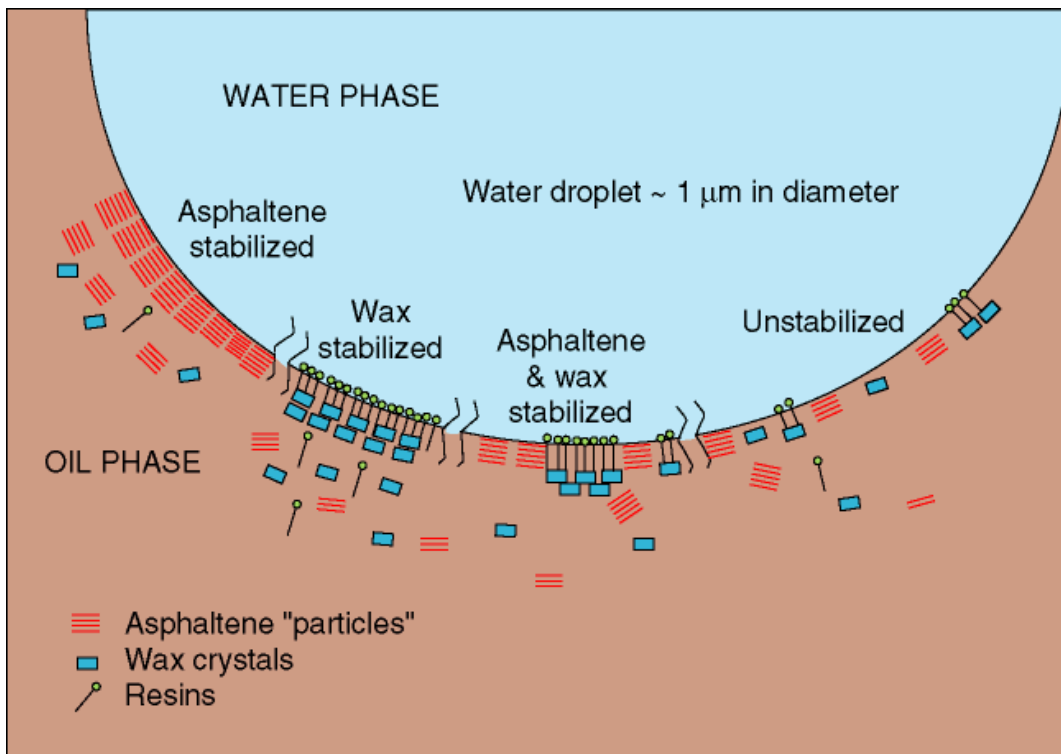 WATER PHASE
Water droplet ~ 1 μm in diameter
Asphaltene
stabilized
Wax
stabilized
Asphaltene
& wax
stabilized
Unstabilized
OIL PHASE
Asphaltene "particles"
Wax crystals
Resins